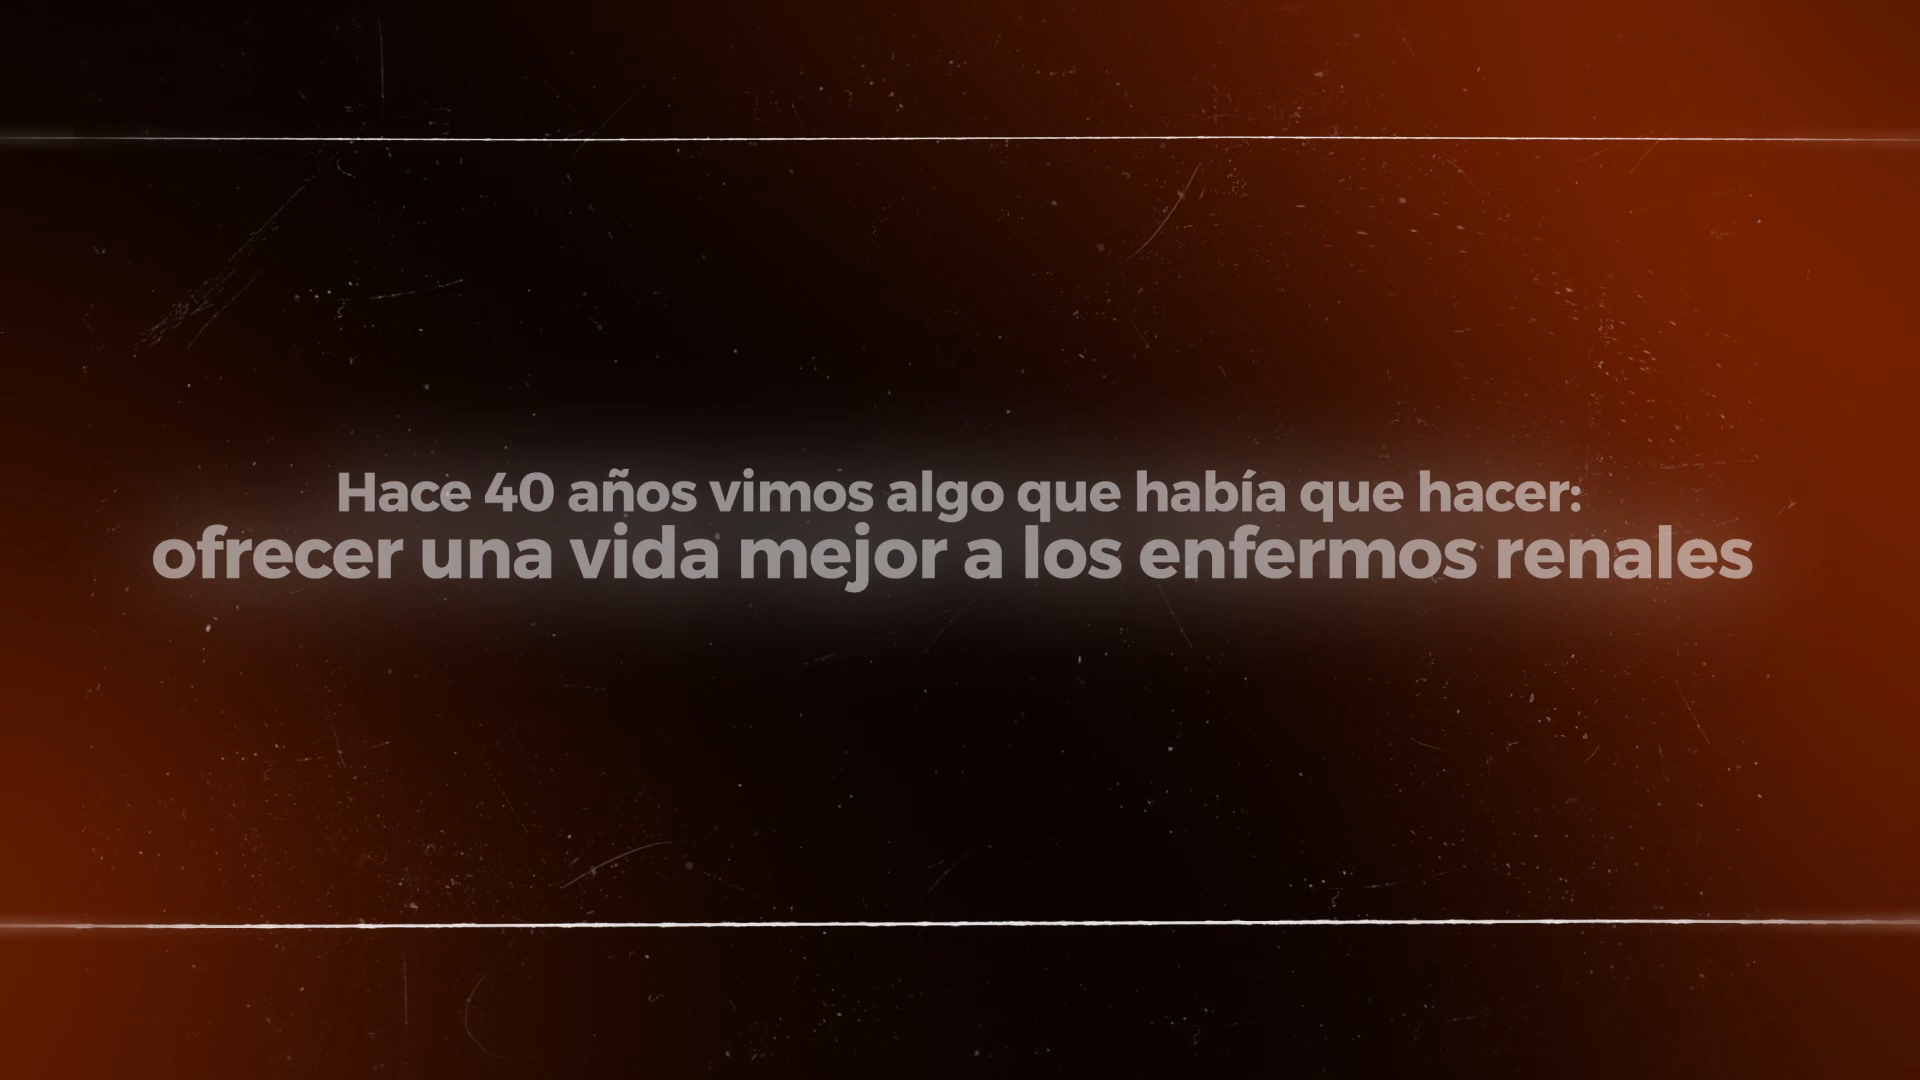 Hace 40 años vimos algo que había que hacer:
ofrecer una vida mejor a los enfermos renales